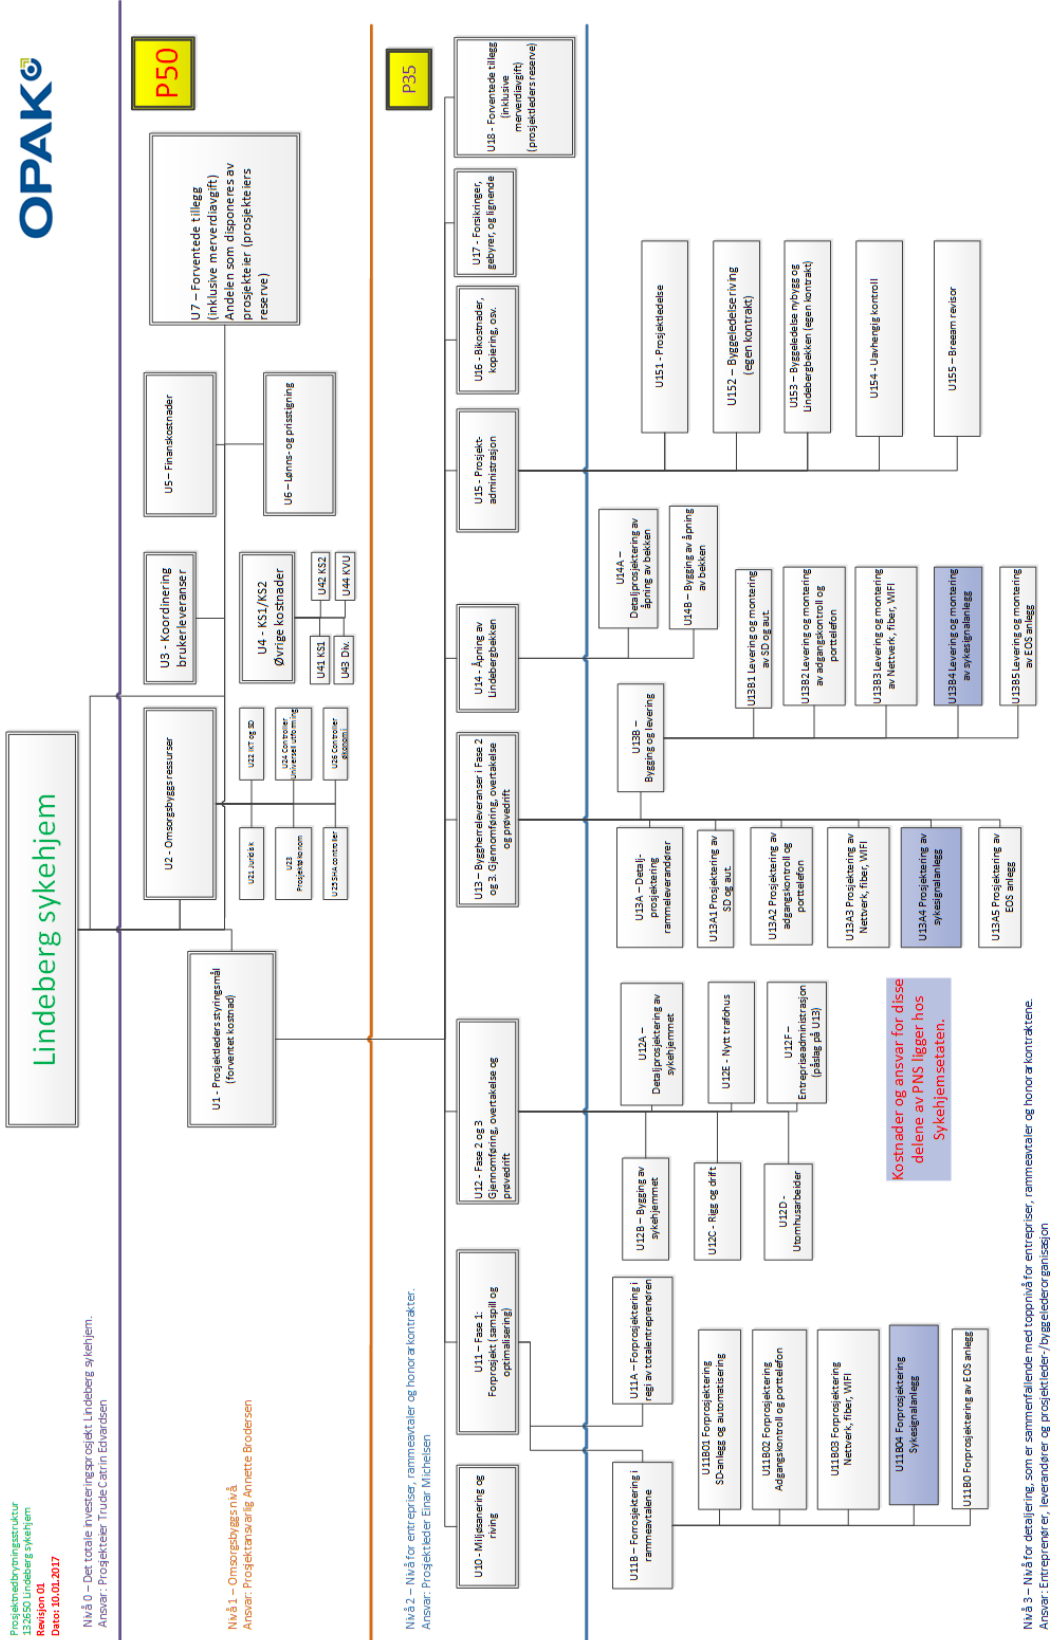 Prosjektnedbrytningsstruktur
132650 Lindeberg sykehjem
Revisjon 01
Dato: 10.01.2017
Lindeberg sykehjem
OPAK
Nivå 0 – Det totale investeringsprosjekt Lindeberg sykehjem.
Ansvar: Prosjekteier Trude Catrin Edvardsen
P50
Nivå 1 – Omsorgsbyggs nivå
Ansvar: Prosjektansvarlig Annette Brodersen
U1 - Prosjektleders styringsmål
(forventet kostnad)
U2 - Omsorgsbyggs ressurser
U21 Juridisk
U22 IKT og SD
U23
Prosjektøkonom
U24 Controller
Universell utforming
U25 SHA controller
U26 Controller
økonomi
U3 - Koordinering
brukerleveranser
U4 - KS1/KS2
Øvrige kostnader
U41 KS1
U42 KS2
U43 Div.
U44 KVU
U5 – Finanskostnader
U6 – Lønns- og prisstigning
U7 – Forventede tillegg
(inklusive merverdiavgift)
Andelen som disponeres av
prosjekteier (prosjekteiers
reserve)
P35
Nivå 2 – Nivå for entrepriser, rammeavtaler og honorarkontrakter.
Ansvar: Prosjektleder Einar Michelsen
U10 - Miljøsanering og
riving
U11 – Fase 1:
Forprosjekt (samspill og
optimalisering)
U12 - Fase 2 og 3
Gjennomføring, overtakelse og
prøvedrift
U13 – Byggherreleveranser i Fase 2
og 3. Gjennomføring, overtakelse
og prøvedrift
U14 - Åpning av
Lindebergbekken
U15 - Prosjekt-
administrasjon
U16 - Bikostnader,
kopiering, osv.
U17 - Forsikringer,
gebyrer, og lignende
U18 - Forventede tillegg
(inklusive
merverdiavgift)
(prosjektleders reserve)
U11B – Forrosjektering i
rammeavtalene
U11A – Forprosjektering i
regi av totalentreprenøren
U11B01 Forprosjektering
SD-anlegg og automatisering
U11B02 Forprosjektering
Adgangskontroll og porttelefon
U11B03 Forprosjektering
Nettverk, fiber, WIFI
U11B04 Forprosjektering
Sykesignalanlegg
U11B0 Forprosjektering av EOS anlegg
U12B – Bygging av
sykehjemmet
U12A –
Detaljprosjektering av
sykehjemmet
U12C - Rigg og drift
U12E - Nytt trafohus
U12D -
Utomhusarbeider
U12F –
Entrepriseadministrasjon
(påslag på U13)
Kostnader og ansvar for disse
delene av PNS ligger hos
Sykehjemsetaten.
U13A – Detalj-
prosjektering
rammeleverandører
U13A1 Prosjektering av
SD og aut.
U13A2 Prosjektering av
adgangskontroll og
porttelefon
U13A3 Prosjektering av
Nettverk, fiber, WIFI
U13A4 Prosjektering av
sykesignalanlegg
U13A5 Prosjektering av
EOS anlegg
U13B –
Bygging og levering
U13B1 Levering og montering
av SD og aut.
U13B2 Levering og montering
av adgangskontroll og
porttelefon
U13B3 Levering og montering
av Nettverk, fiber, WIFI
U13B4 Levering og montering
av sykesignalanlegg
U13B5 Levering og montering
av EOS anlegg
U14A –
Detaljprosjektering av
åpning av bekken
U14B – Bygging av åpning
av bekken
U151 - Prosjektledelse
U152 – Byggeledelse riving
(egen kontrakt)
U153 – Byggeledelse nybygg og
Lindebergbekken (egen kontrakt)
U154 - Uavhengig kontroll
U155 – Breeam revisor
Nivå 3 – Nivå for detaljering, som er sammenfallende med toppnivå for entrepriser, rammeavtaler og honorarkontraktene.
Ansvar: Entreprenører, leverandører og prosjektleder-/byggelederorganisasjon